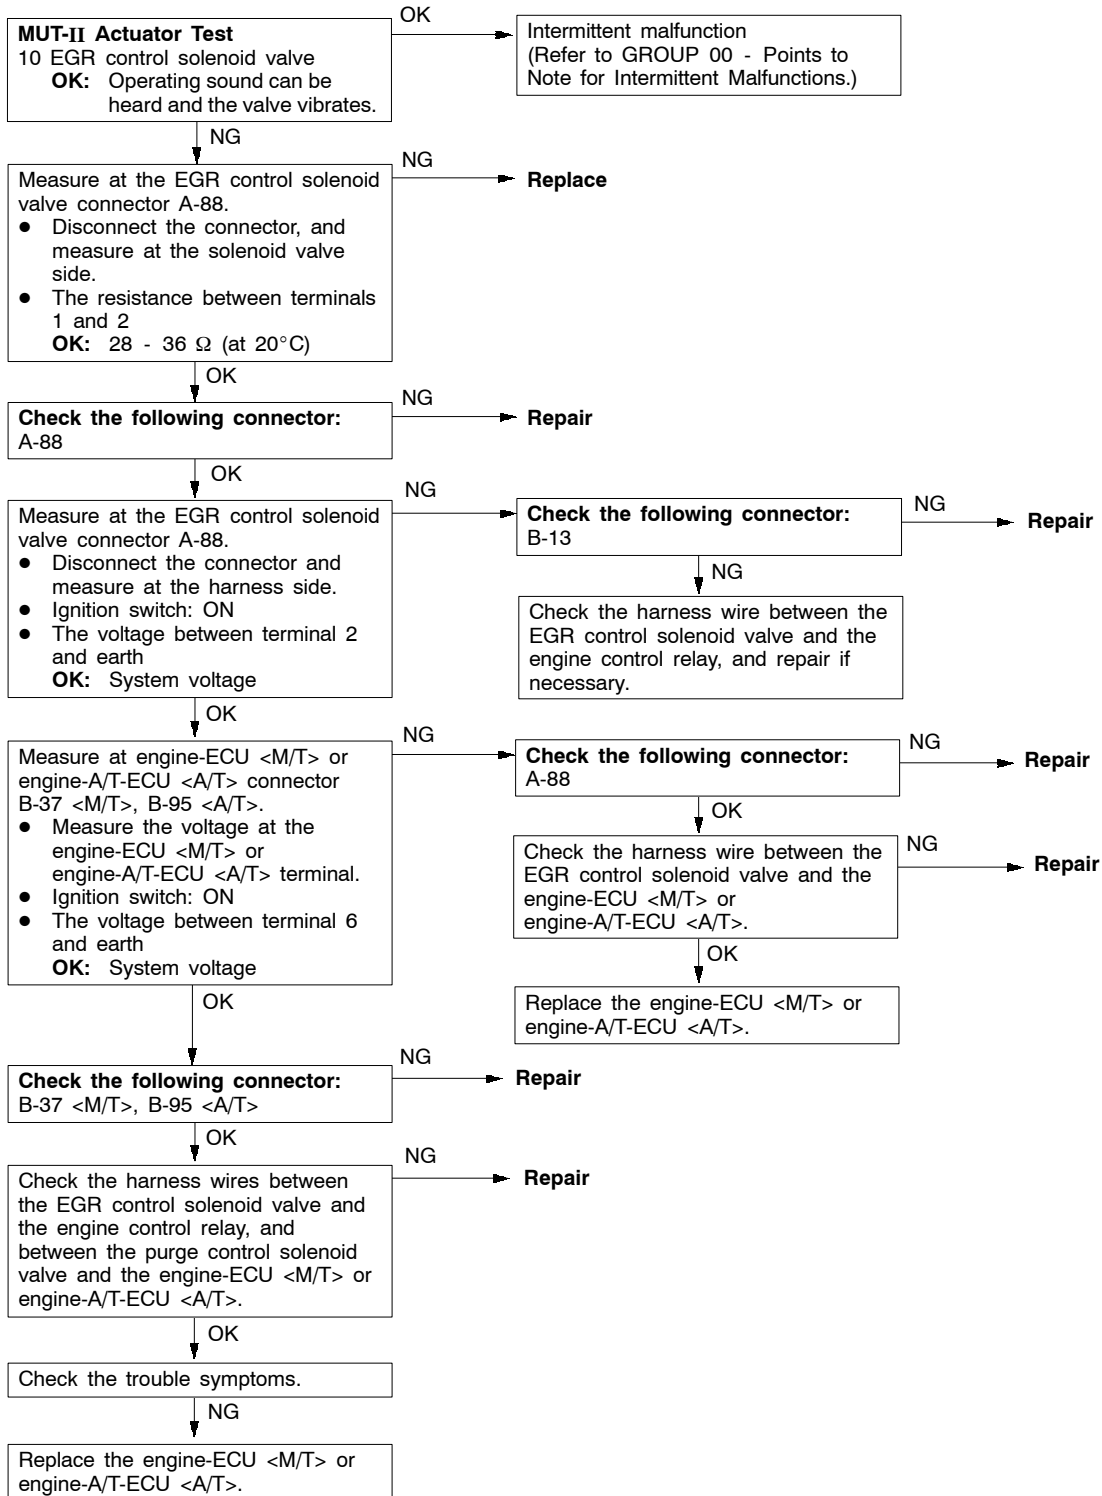 MUT-II Actuator Test
10 EGR control solenoid valve
OK: Operating sound can be
heard and the valve vibrates.
OK
Intermittent malfunction
(Refer to GROUP 00 - Points to
Note for Intermittent Malfunctions.)
NG
Measure at the EGR control solenoid
valve connector A-88.
● Disconnect the connector, and
measure at the solenoid valve
side.
● The resistance between terminals
1 and 2
OK: 28 - 36 Ω (at 20°C)
NG
Replace
OK
Check the following connector:
A-88
NG
Repair
OK
Measure at the EGR control solenoid
valve connector A-88.
● Disconnect the connector and
measure at the harness side.
● Ignition switch: ON
● The voltage between terminal 2
and earth
OK: System voltage
NG
Check the following connector:
B-13
NG
Repair
NG
Check the harness wire between the
EGR control solenoid valve and the
engine control relay, and repair if
necessary.
OK
Measure at engine-ECU <M/T> or
engine-A/T-ECU <A/T> connector
B-37 <M/T>, B-95 <A/T>.
● Measure the voltage at the
engine-ECU <M/T> or
engine-A/T-ECU <A/T> terminal.
● Ignition switch: ON
● The voltage between terminal 6
and earth
OK: System voltage
NG
Check the following connector:
A-88
NG
Repair
OK
Check the harness wire between the
EGR control solenoid valve and the
engine-ECU <M/T> or
engine-A/T-ECU <A/T>.
NG
Repair
OK
Replace the engine-ECU <M/T> or
engine-A/T-ECU <A/T>.
OK
Check the following connector:
B-37 <M/T>, B-95 <A/T>
NG
Repair
OK
Check the harness wires between
the EGR control solenoid valve and
the engine control relay, and
between the purge control solenoid
valve and the engine-ECU <M/T> or
engine-A/T-ECU <A/T>.
NG
Repair
OK
Check the trouble symptoms.
NG
Replace the engine-ECU <M/T> or
engine-A/T-ECU <A/T>.